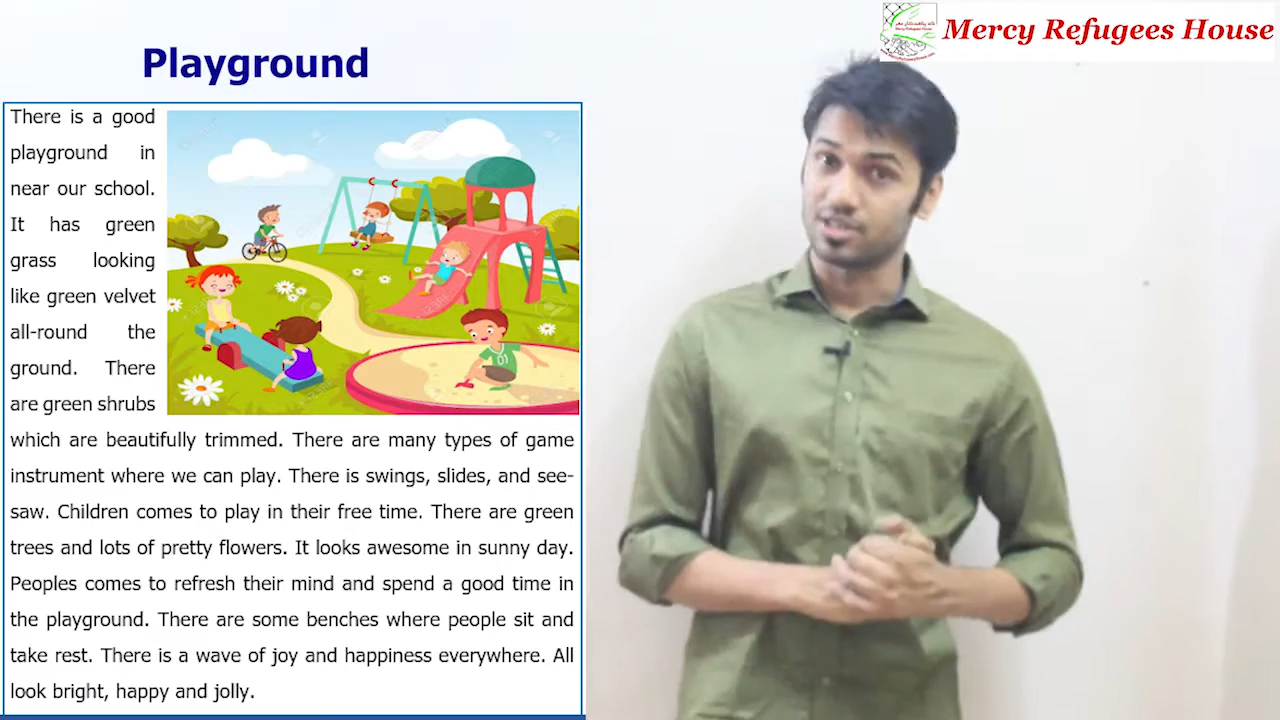 Mercy Refugees House
Playground
There is a good
playground in
near our school.
It has green
grass looking
like green velvet
all-round the
ground. There
are green shrubs
which are beautifully trimmed. There are many types of game
instrument where we can play. There is swings, slides, and see-
saw. Children comes to play in their free time. There are green
trees and lots of pretty flowers. It looks awesome in sunny day.
Peoples comes to refresh their mind and spend a good time in
the playground. There are some benches where people sit and
take rest. There is a wave of joy and happiness everywhere. All
look bright, happy and jolly.